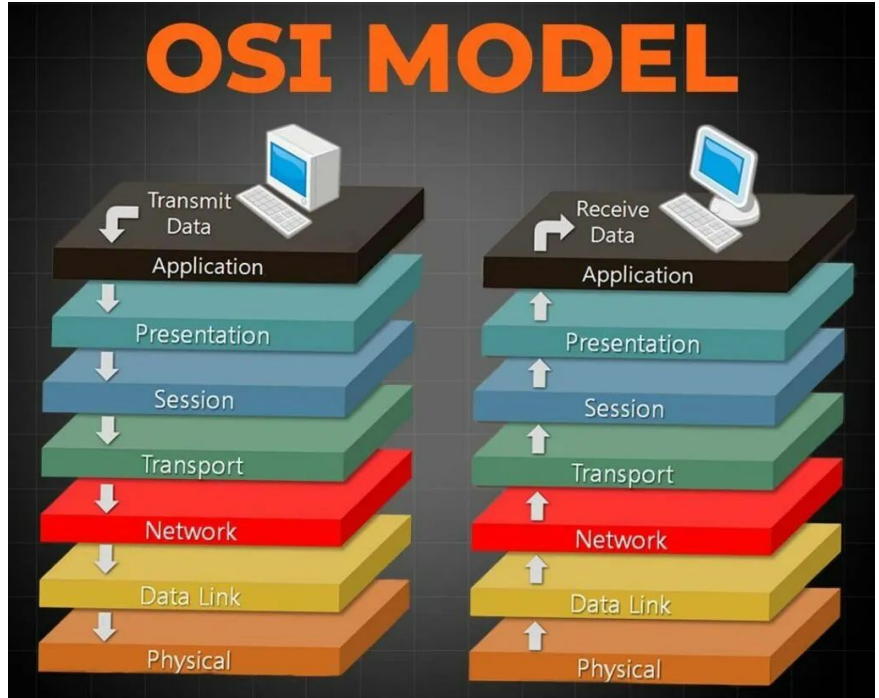 OSI MODEL
Transmit
Data
Application
Presentation
Session
Transport
Network
Data Link
Physical
Receive
Data
Application
Presentation
Session
Transport
Network
Data Link
Physical